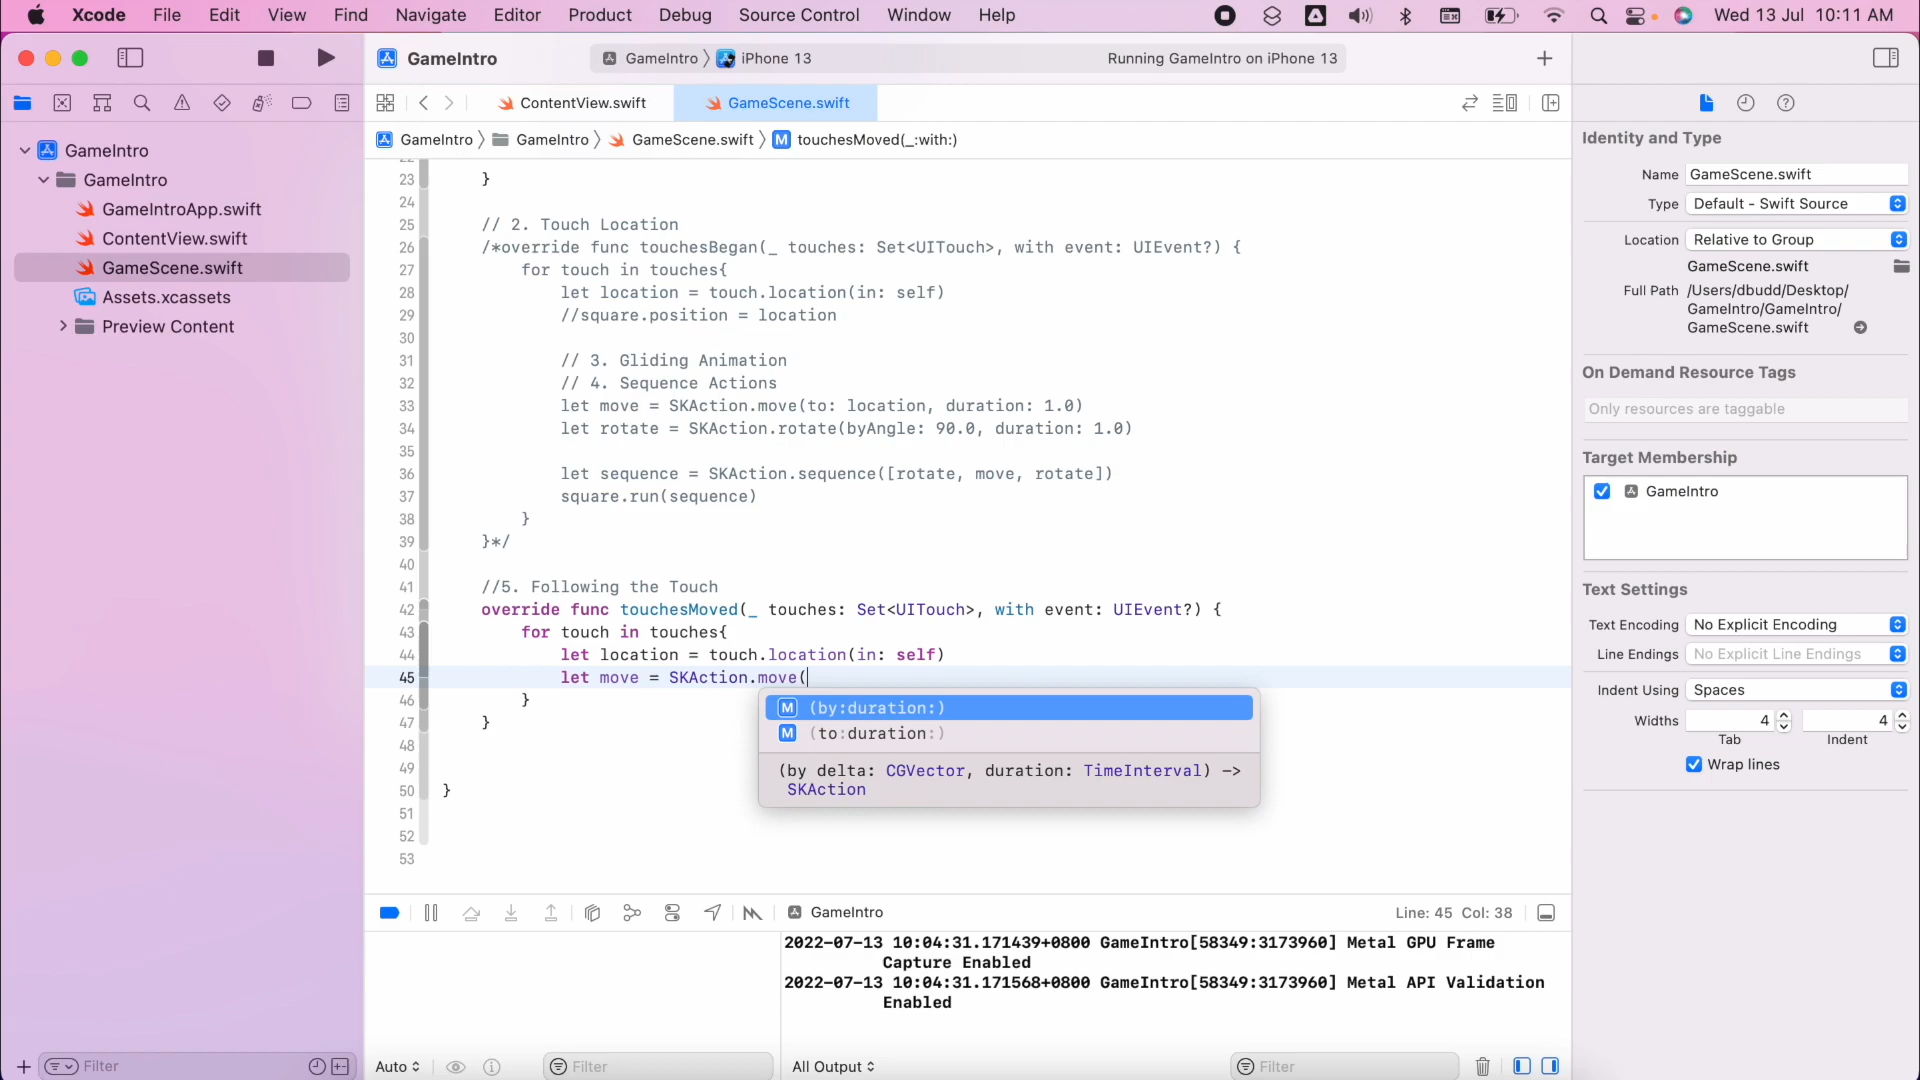 Xcode File Edit View Find Navigate Editor Product Debug Source Control Window Help Wed 13 Jul 10:11 AM
GameIntro GameIntro iPhone 13 Running GameIntro on iPhone 13
ContentView.swift GameScene.swift
GameIntro GameIntro GameScene.swift M touchesMoved(_:with:)
GameIntro
GameIntro
GameIntroApp.swift
ContentView.swift
GameScene.swift
Assets.xcassets
Preview Content
Filter
22
23 }
24
25 // 2. Touch Location
26 /*override func touchesBegan(_ touches: Set<UITouch>, with event: UIEvent?) {
27 for touch in touches{
28 let location = touch.location(in: self)
29 //square.position = location
30
31 // 3. Gliding Animation
32 // 4. Sequence Actions
33 let move = SKAction.move(to: location, duration: 1.0)
34 let rotate = SKAction.rotate(byAngle: 90.0, duration: 1.0)
35
36 let sequence = SKAction.sequence([rotate, move, rotate])
37 square.run(sequence)
38 }
39 }*/
40
41 //5. Following the Touch
42 override func touchesMoved(_ touches: Set<UITouch>, with event: UIEvent?) {
43 for touch in touches{
44 let location = touch.location(in: self)
45 let move = SKAction.move(
46 }
47 }
48
49
50 }
51
52
53
M (by:duration:)
M (to:duration:)
(by delta: CGVector, duration: TimeInterval) ->
SKAction
GameIntro Line: 45 Col: 38
2022-07-13 10:04:31.171439+0800 GameIntro[58349:3173960] Metal GPU Frame
Capture Enabled
2022-07-13 10:04:31.171568+0800 GameIntro[58349:3173960] Metal API Validation
Enabled
Auto Filter All Output Filter
Identity and Type
Name GameScene.swift
Type Default - Swift Source
Location Relative to Group
GameScene.swift
Full Path /Users/dbudd/Desktop/
GameIntro/GameIntro/
GameScene.swift
On Demand Resource Tags
Only resources are taggable
Target Membership
GameIntro
Text Settings
Text Encoding No Explicit Encoding
Line Endings No Explicit Line Endings
Indent Using Spaces
Widths 4 4
Tab Indent
Wrap lines